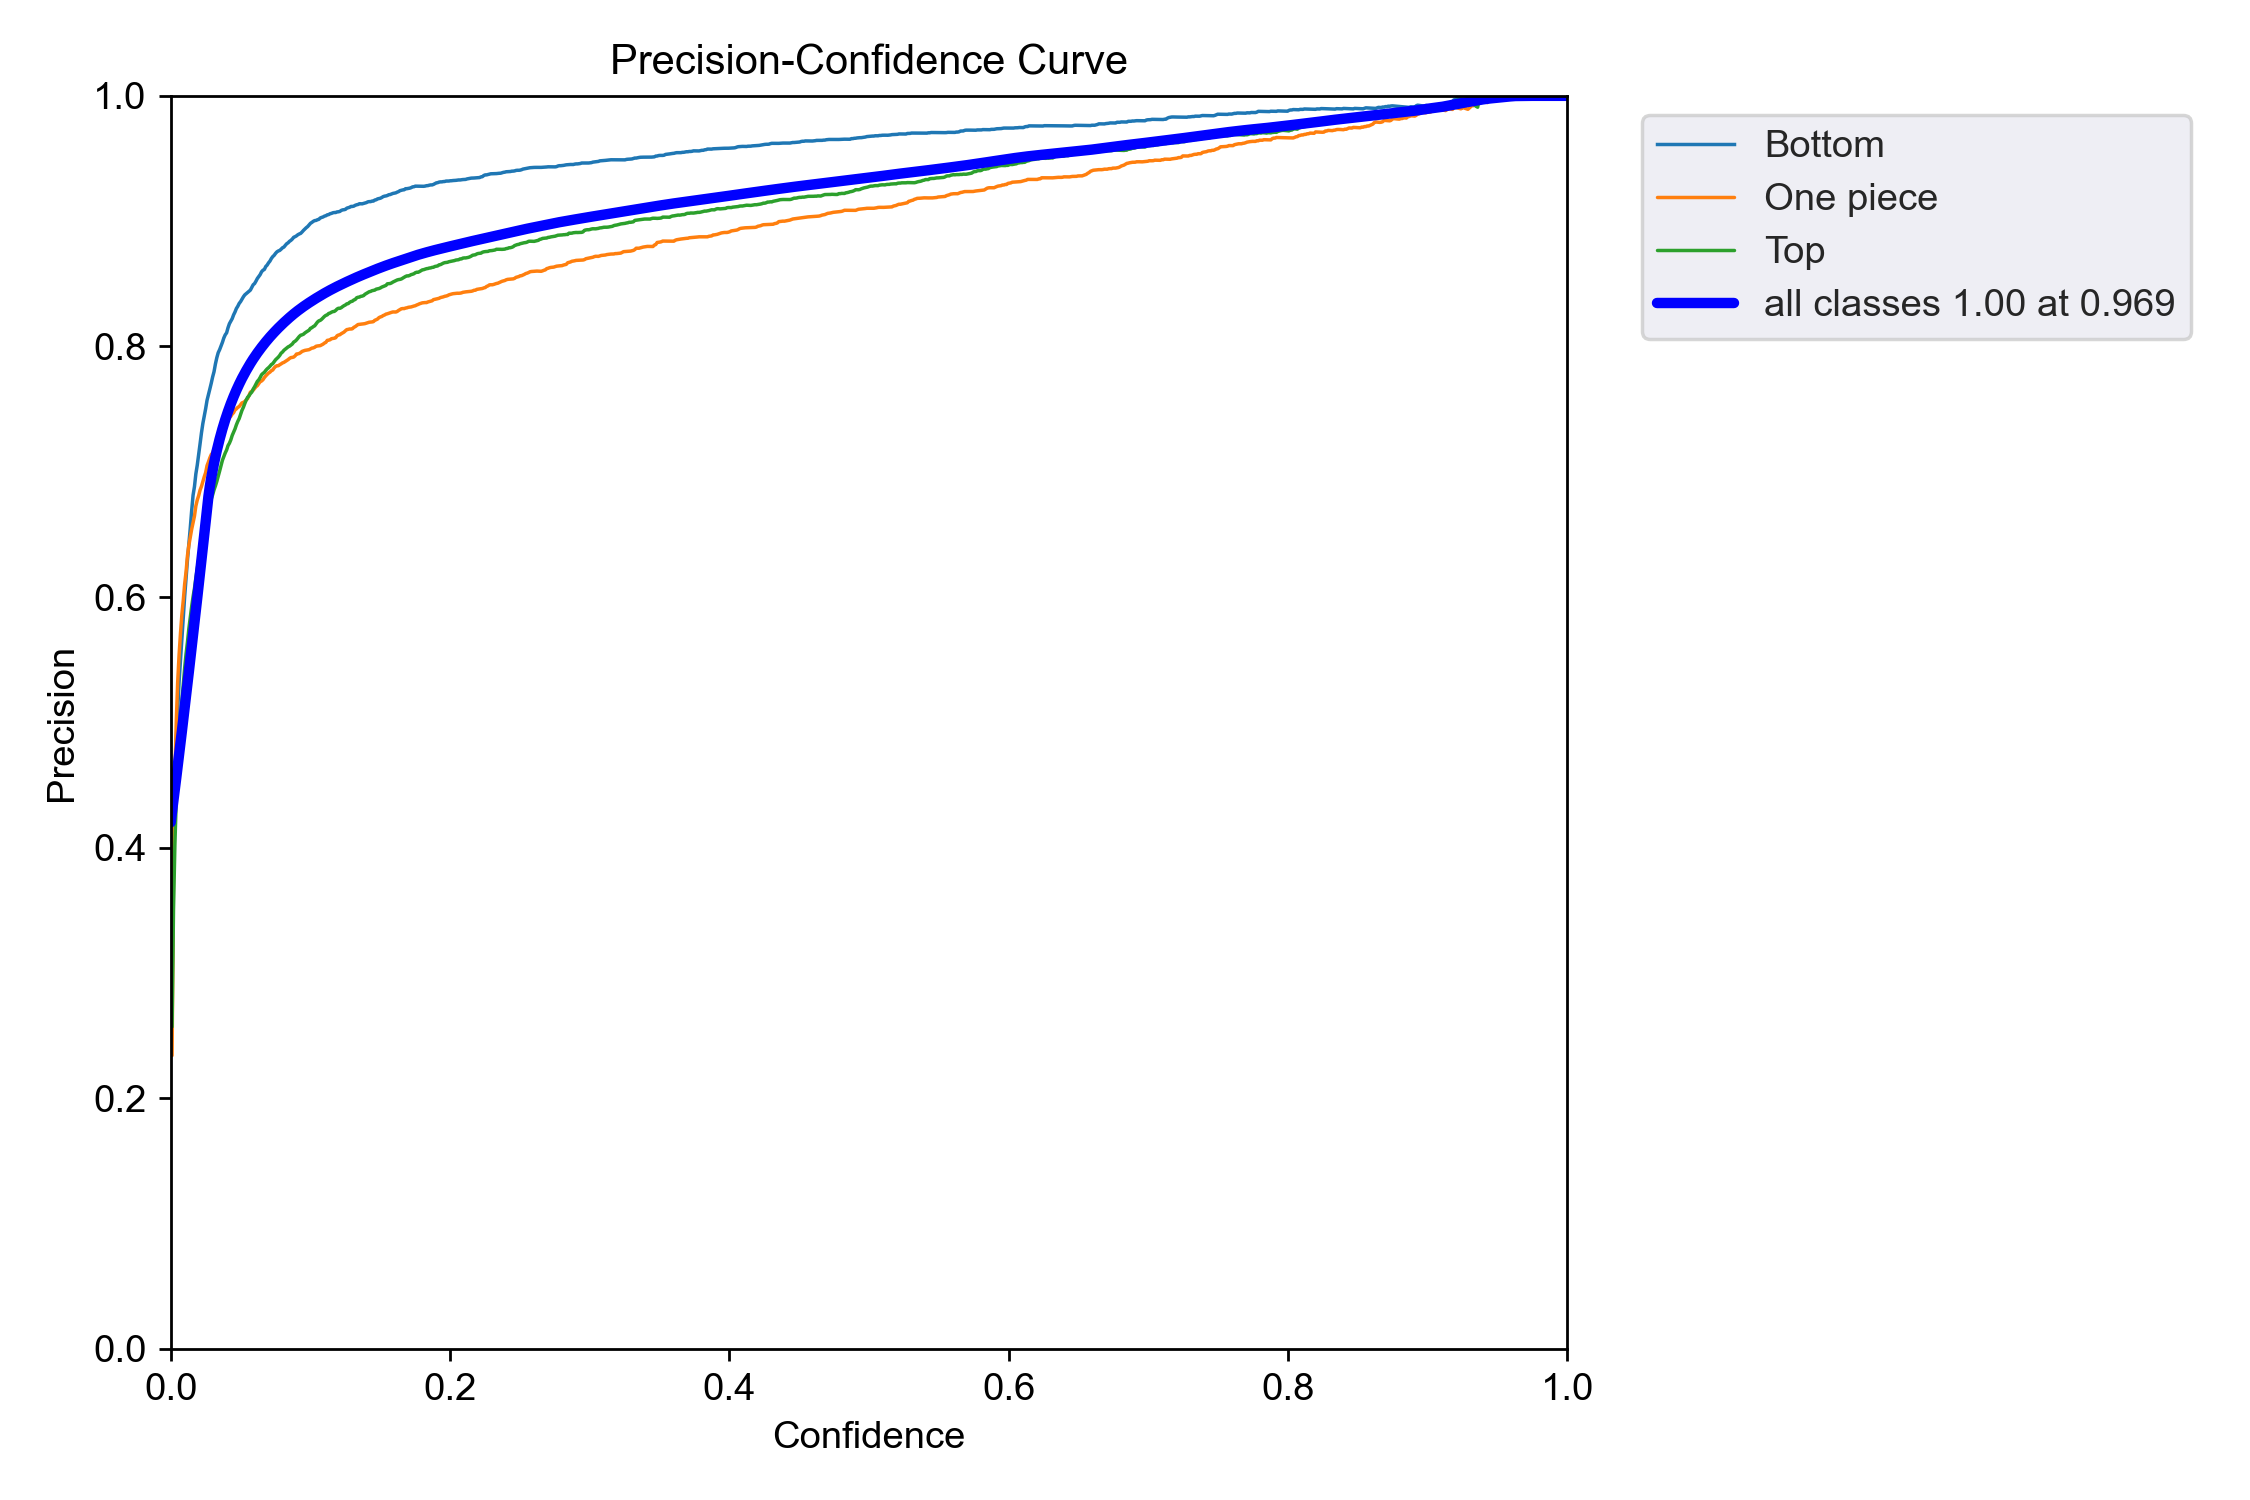 Precision-Confidence Curve
1.0
0.8
0.6
0.4
0.2
0.0
Precision
0.0 0.2 0.4 0.6 0.8 1.0
Confidence
Bottom
One piece
Top
all classes 1.00 at 0.969